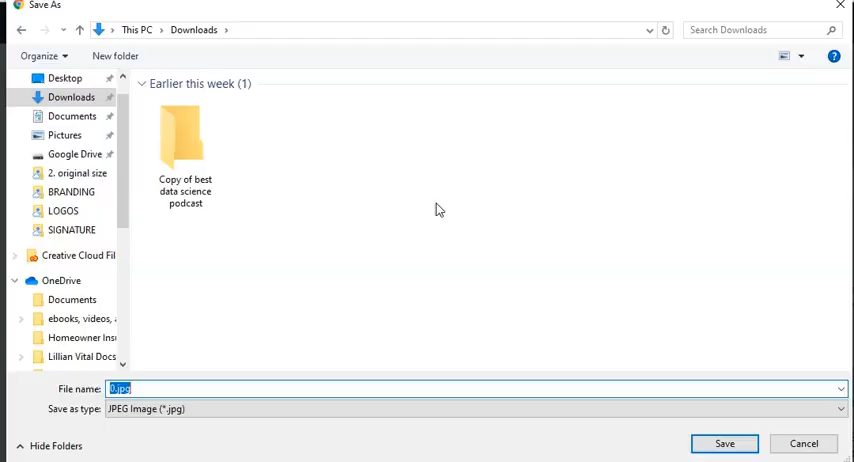 Save As
This PC
Downloads
Search Downloads
Organize
New folder
Desktop
Downloads
Documents
Pictures
Google Drive
2. original size
BRANDING
LOGOS
SIGNATURE
Creative Cloud Fil
OneDrive
Documents
ebooks, videos, a
Homeowner Ins
Lillian Vital Docs
Earlier this week (1)
Copy of best
data science
podcast
File name:
0.jpg
Save as type:
JPEG Image (*.jpg)
Hide Folders
Save
Cancel